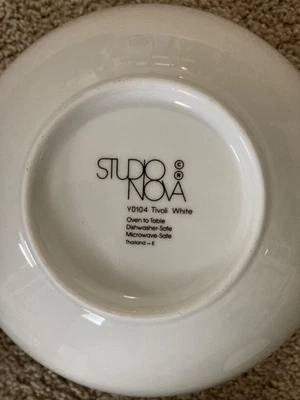 STUDIO ©
NOVA ®
Y0104 Tivoli White
Oven to Table
Dishwasher-Safe
Microwave-Safe
Thailand — E